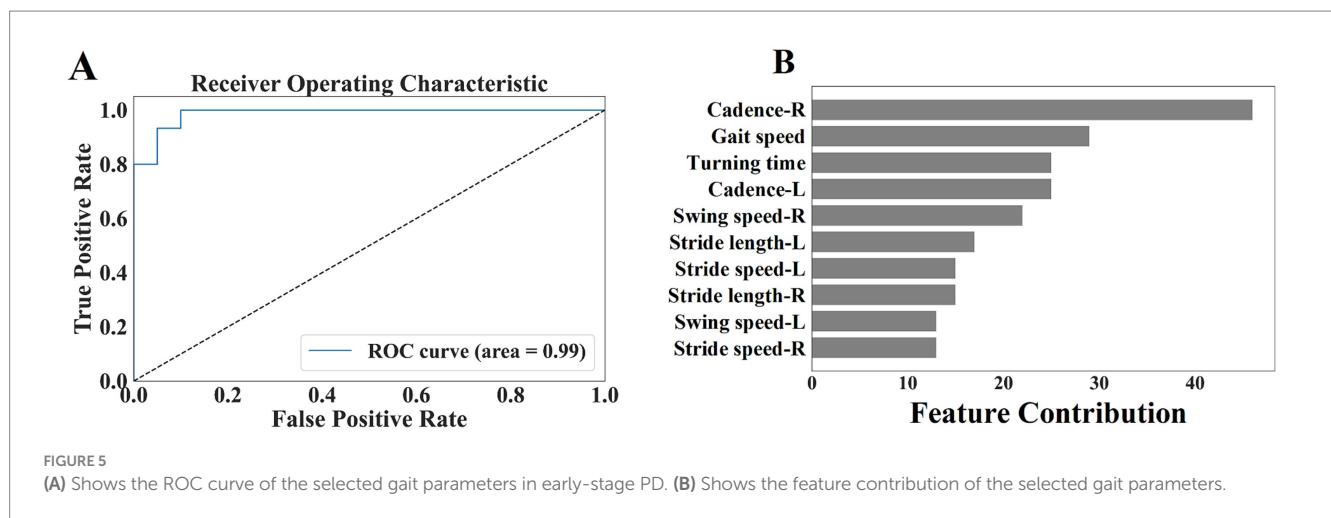 A
Receiver Operating Characteristic
True Positive Rate
1.0
0.8
0.6
0.4
0.2
0.0
ROC curve (area = 0.99)
0.0 0.2 0.4 0.6 0.8 1.0
False Positive Rate
B
Cadence-R
Gait speed
Turning time
Cadence-L
Swing speed-R
Stride length-L
Stride speed-L
Stride length-R
Swing speed-L
Stride speed-R
0 10 20 30 40
Feature Contribution
FIGURE 5
(A) Shows the ROC curve of the selected gait parameters in early-stage PD. (B) Shows the feature contribution of the selected gait parameters.